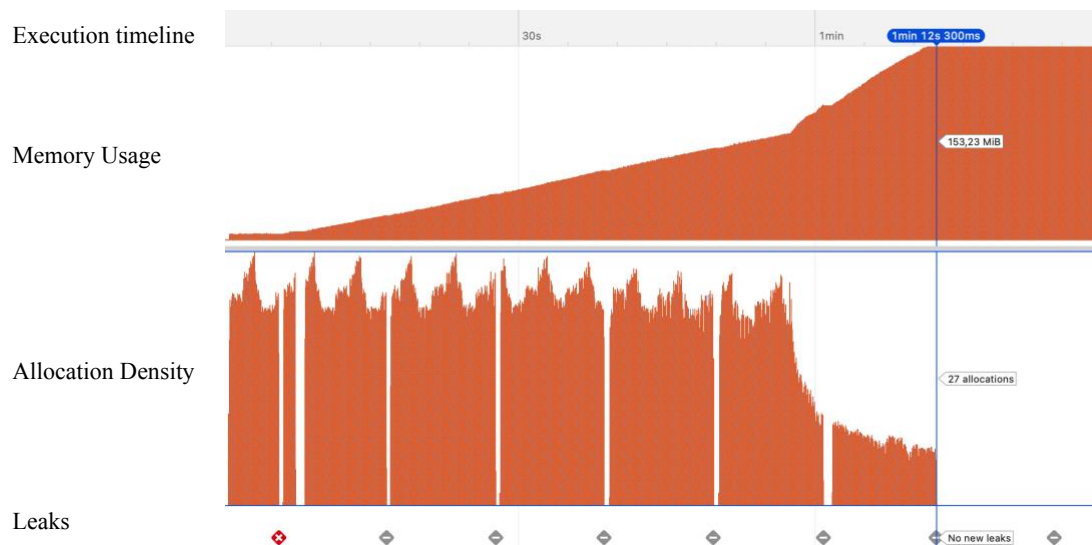 Execution timeline
30s
1min
1min 12s 300ms
Memory Usage
153,23 MiB
Allocation Density
27 allocations
Leaks
No new leaks